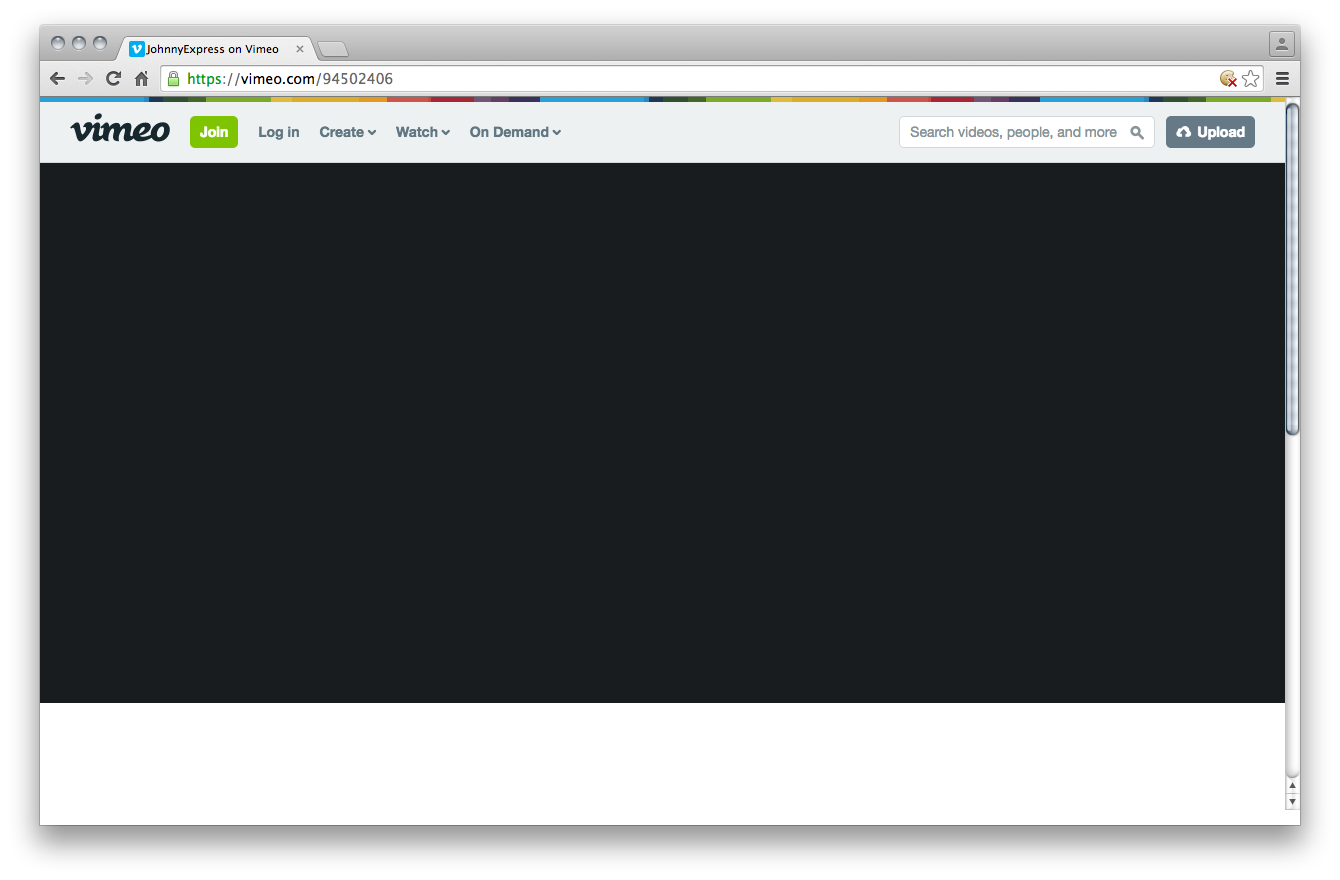 JohnnyExpress on Vimeo
https://vimeo.com/94502406
vimeo Join Log in Create Watch On Demand Search videos, people, and more Upload